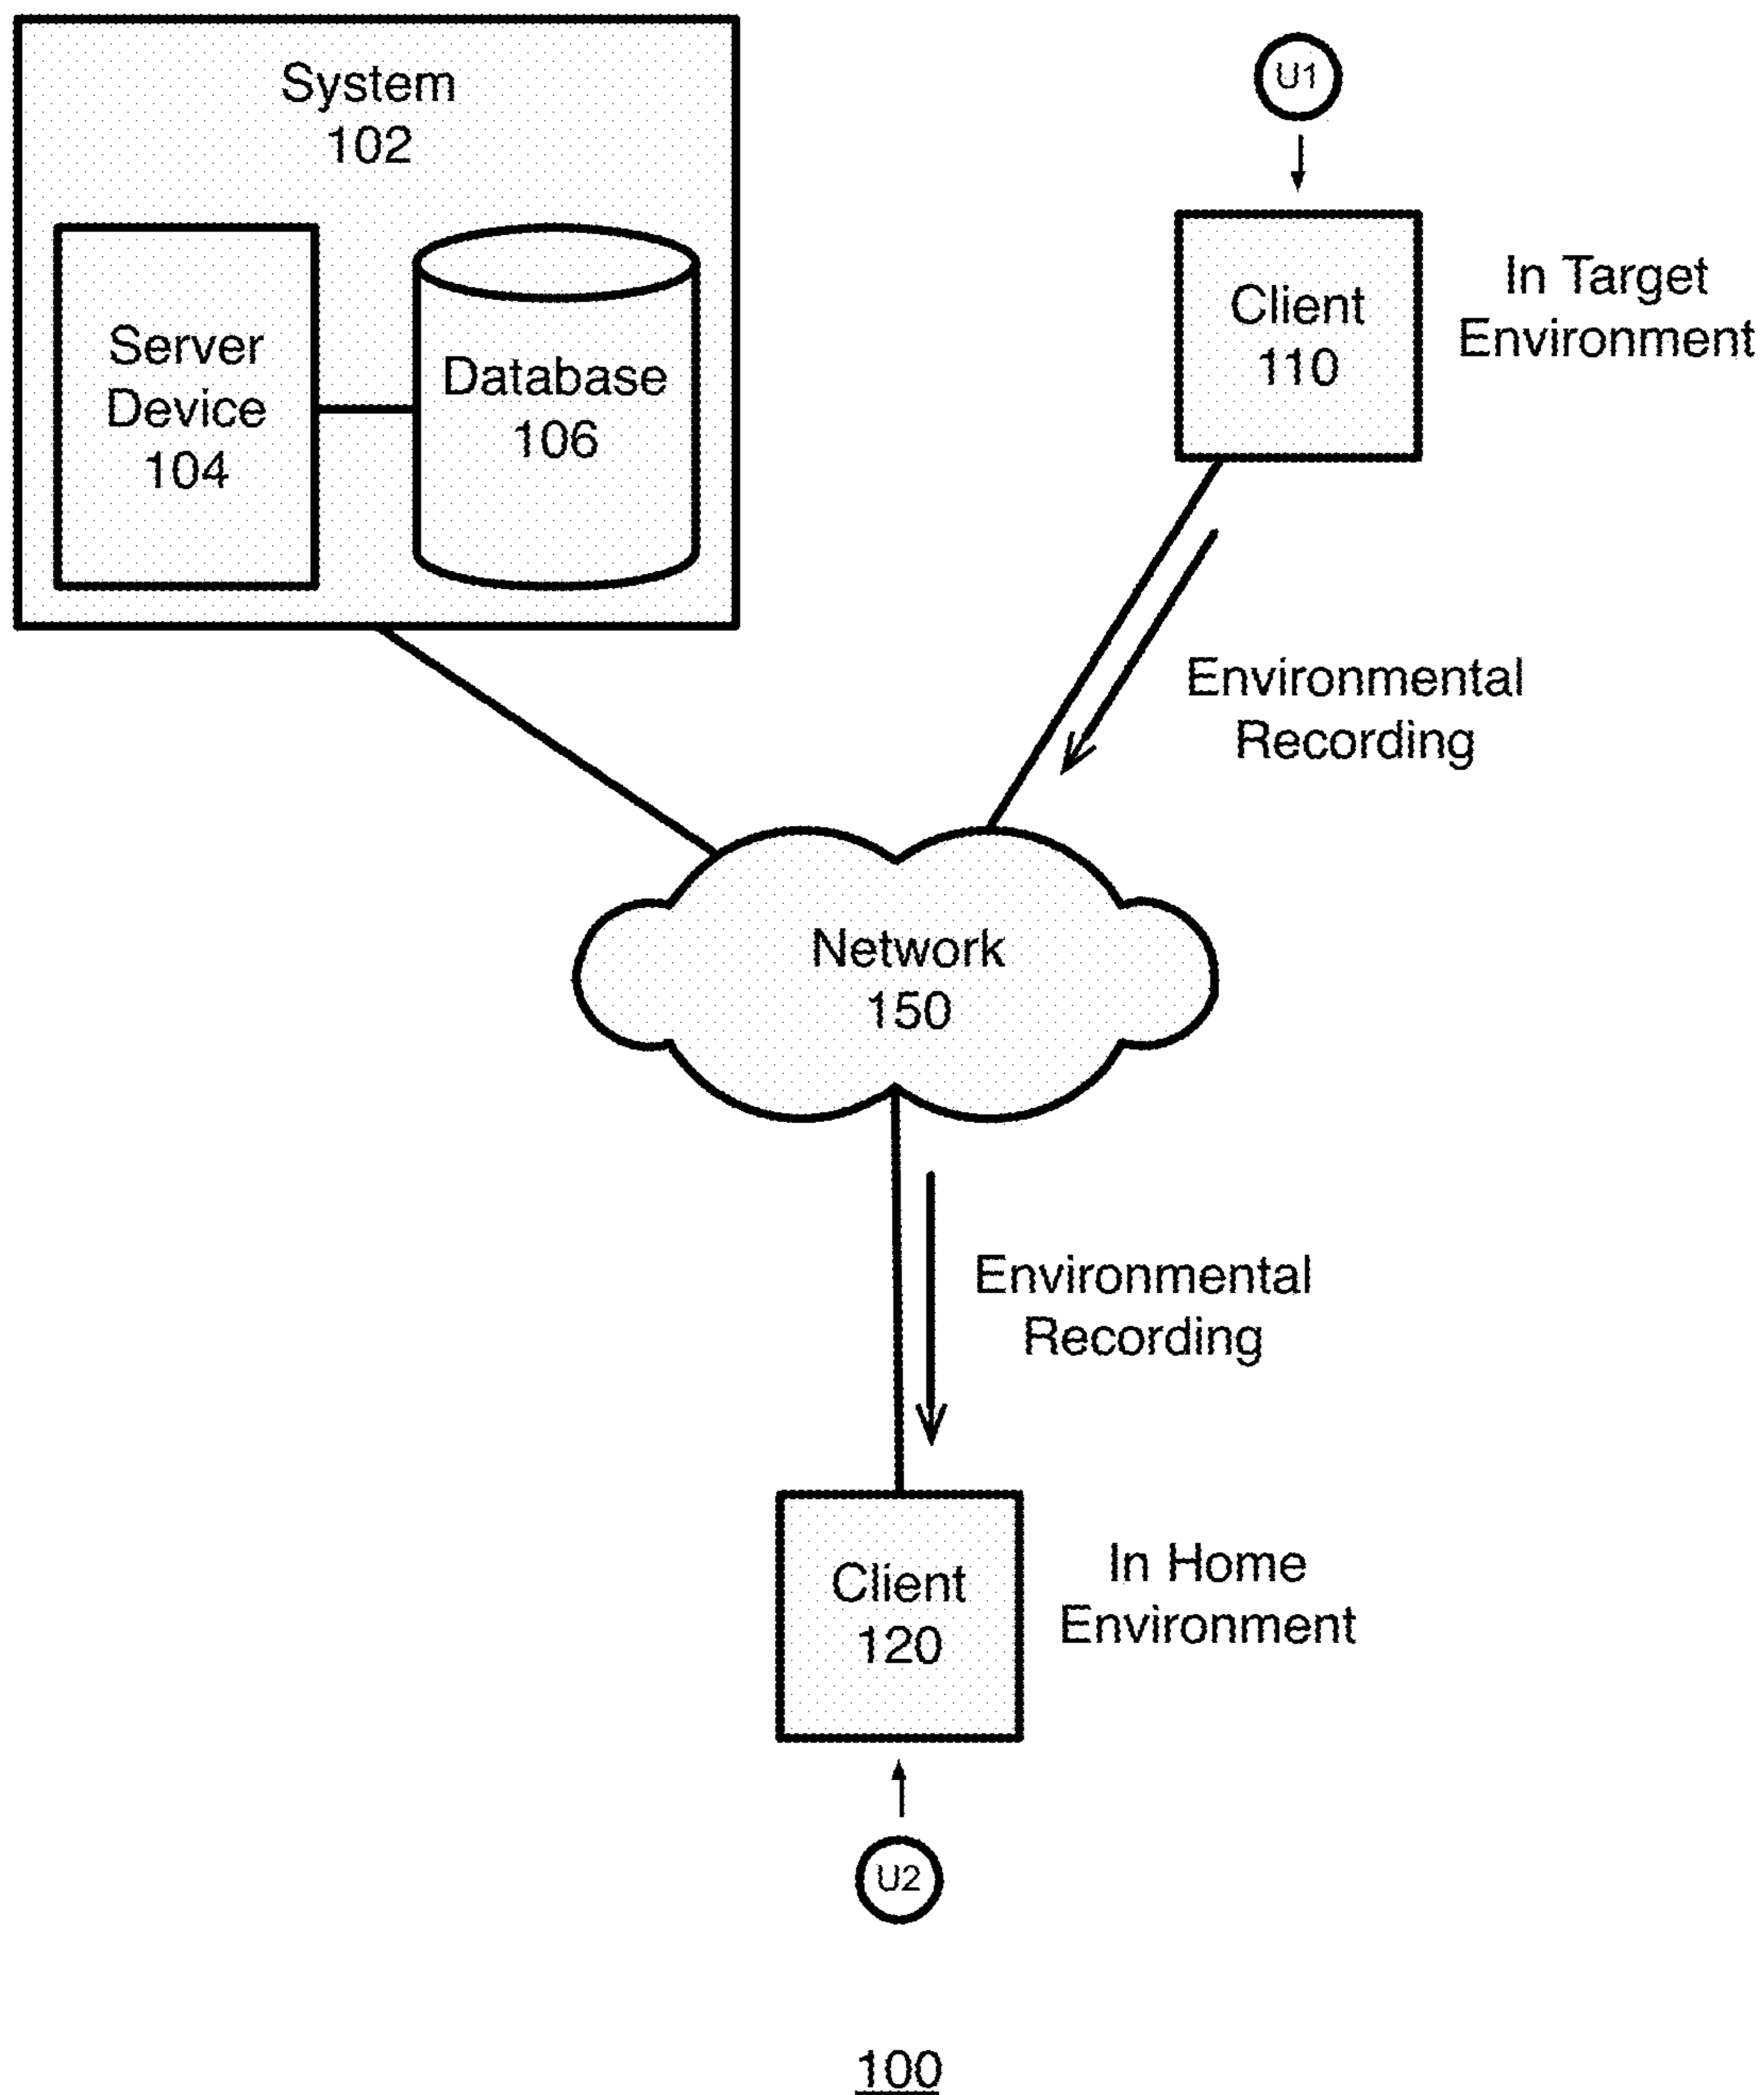 System
102
Server
Device
104
Database
106
U1
Client
110
In Target
Environment
Environmental
Recording
Network
150
Environmental
Recording
Client
120
In Home
Environment
U2
100